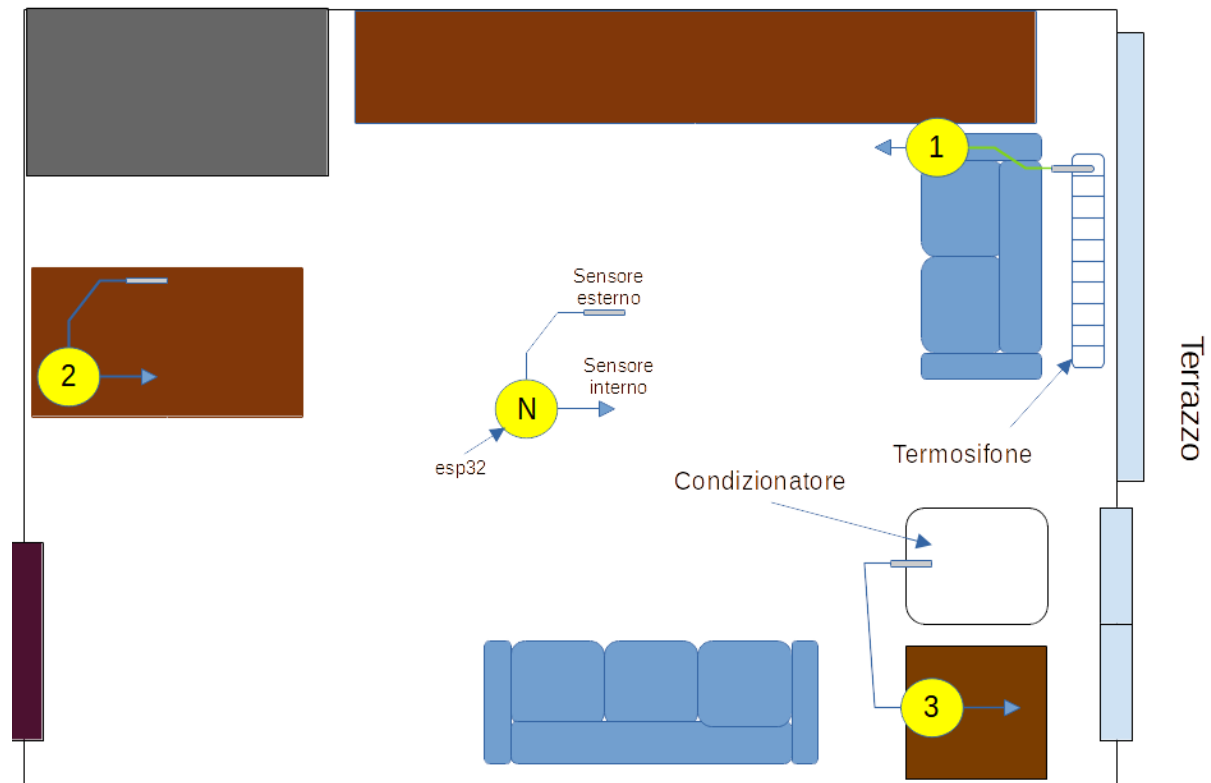 1
Sensore
esterno
2
Sensore
interno
N
esp32
Termosifone
Condizionatore
3
Terrazzo